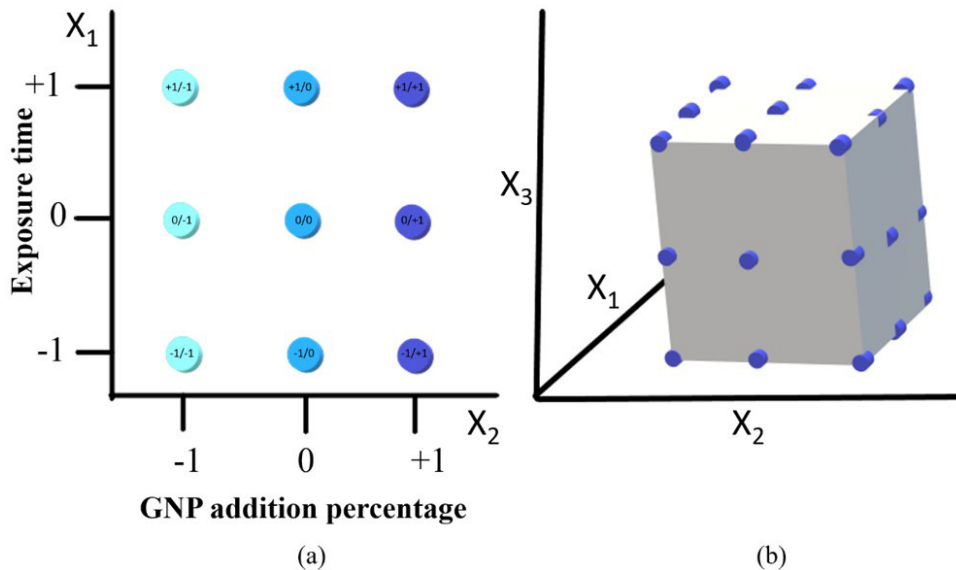 X1
+1
+1/-1
+1/0
+1/+1
Exposure time
0
0/-1
0/0
0/+1
-1
-1/-1
-1/0
-1/+1
X2
-1
0
+1
GNP addition percentage
(a)
X3
X1
X2
(b)